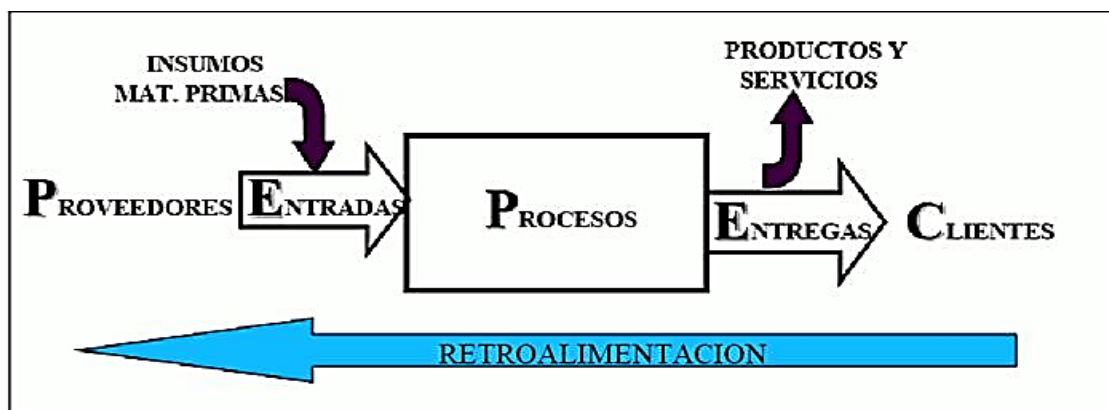 INSUMOS
MAT. PRIMAS
PRODUCTOS Y
SERVICIOS
PROVEEDORES
ENTRADAS
PROCESOS
ENTREGAS
CLIENTES
RETROALIMENTACION